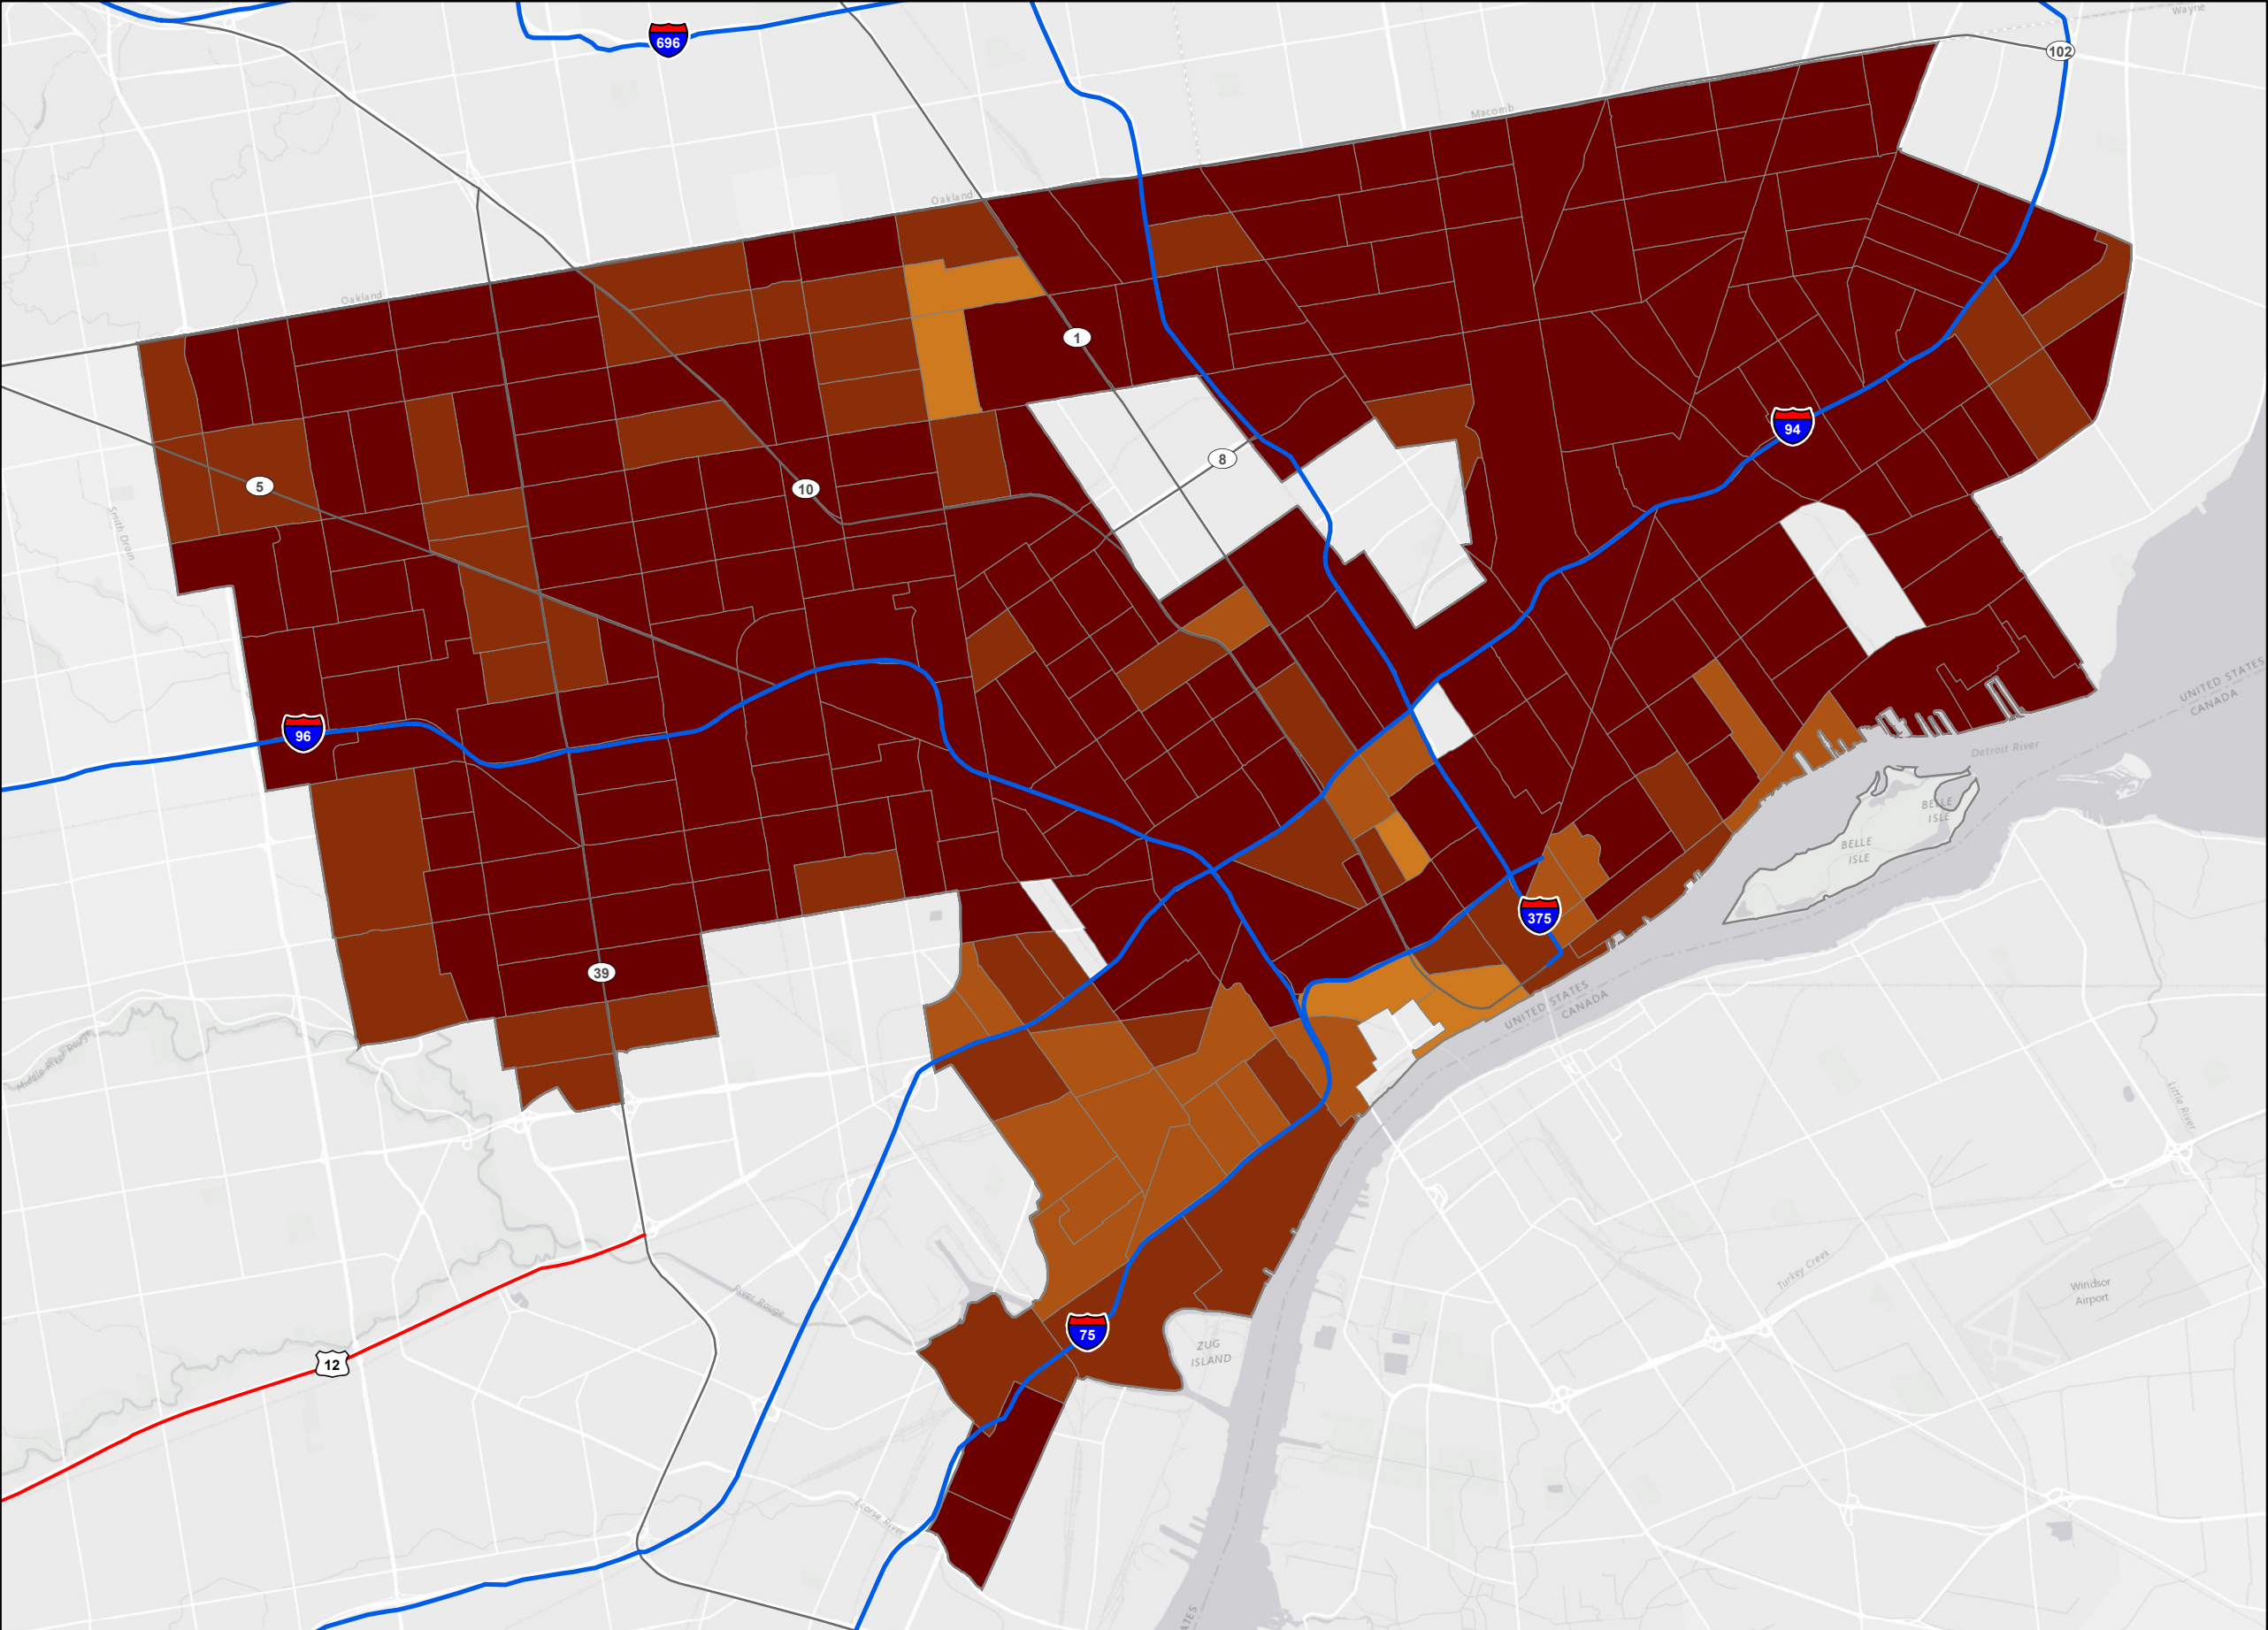 Wayne
696
102
Macomb
Oakland
Oakland
1
94
8
5
10
Smith Drain
UNITED STATES
CANADA
96
Detroit River
BELLE
ISLE
BELLE
ISLE
375
39
UNITED STATES
CANADA
Middle River Rouge
Little River
Turkey Creek
Windsor
Airport
River Rouge
75
ZUG
ISLAND
12
Ecorse River
ATES